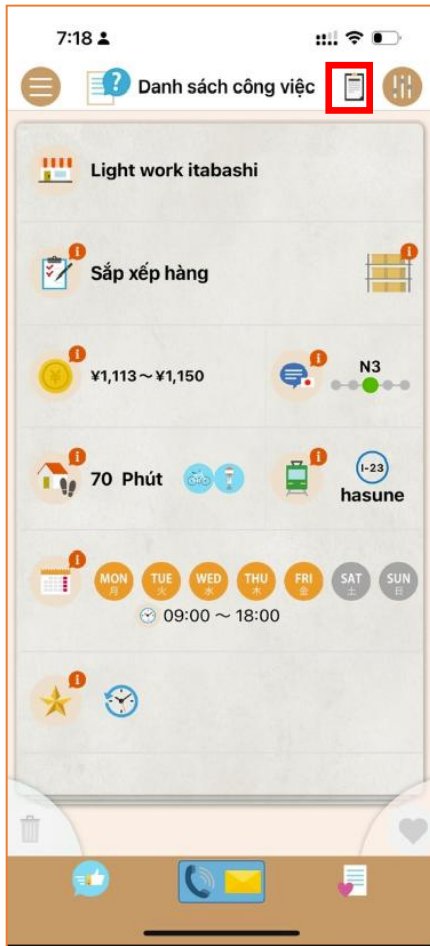 7:18
? Danh sách công việc
Light work itabashi
i
Sắp xếp hàng
i
i
¥1,113～¥1,150
i
N3
i
70 Phút
i
I-23
hasune
i
MON 月 TUE 火 WED 水 THU 木 FRI 金 SAT 土 SUN 日
09:00 ～ 18:00
i